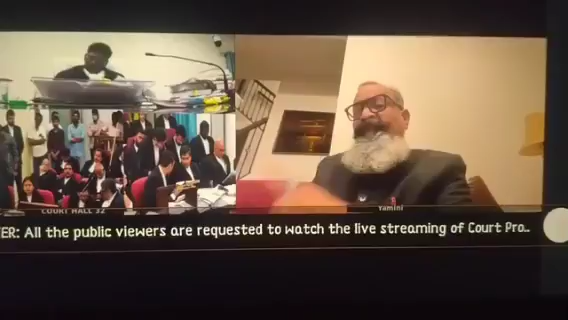 COURT HALL 32
Yamini
ER: All the public viewers are requested to watch the live streaming of Court Pro..